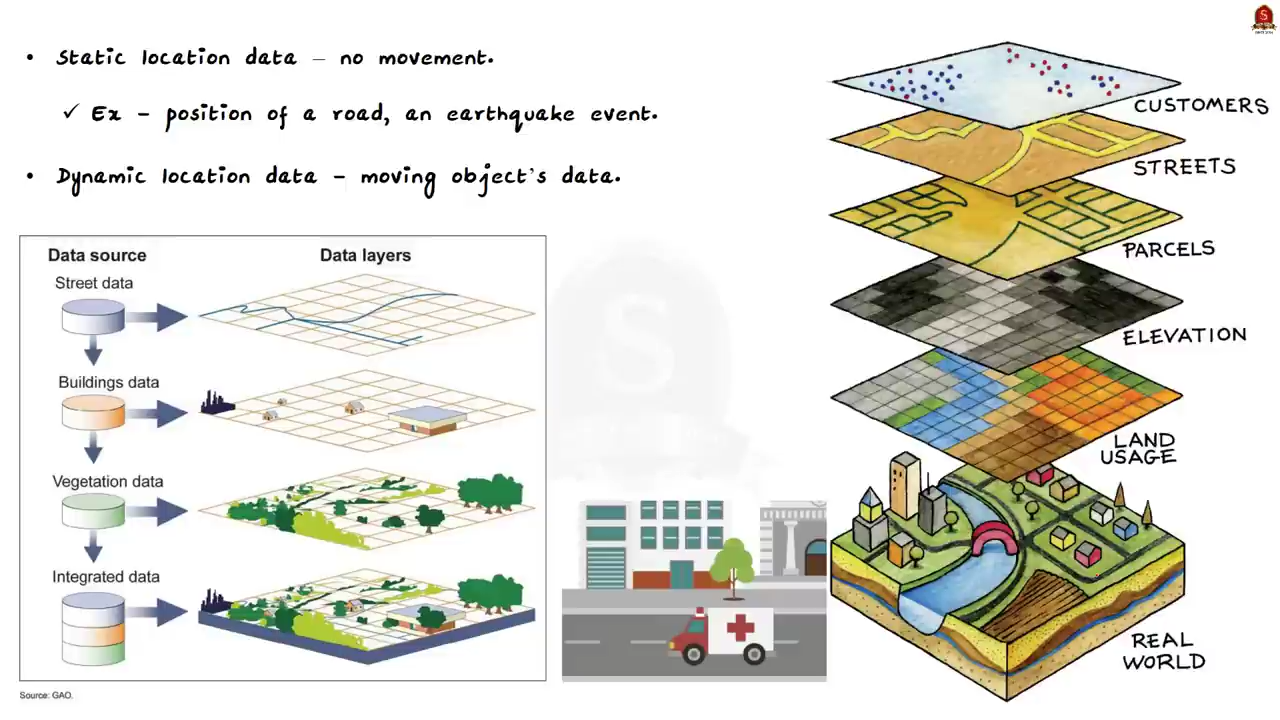 • Static location data – no movement.
✓ Ex – position of a road, an earthquake event.
• Dynamic location data – moving object's data.
Data source
Data layers
Street data
Buildings data
Vegetation data
Integrated data
Source: GAO.
CUSTOMERS
STREETS
PARCELS
ELEVATION
LAND
USAGE
REAL
WORLD
S
S